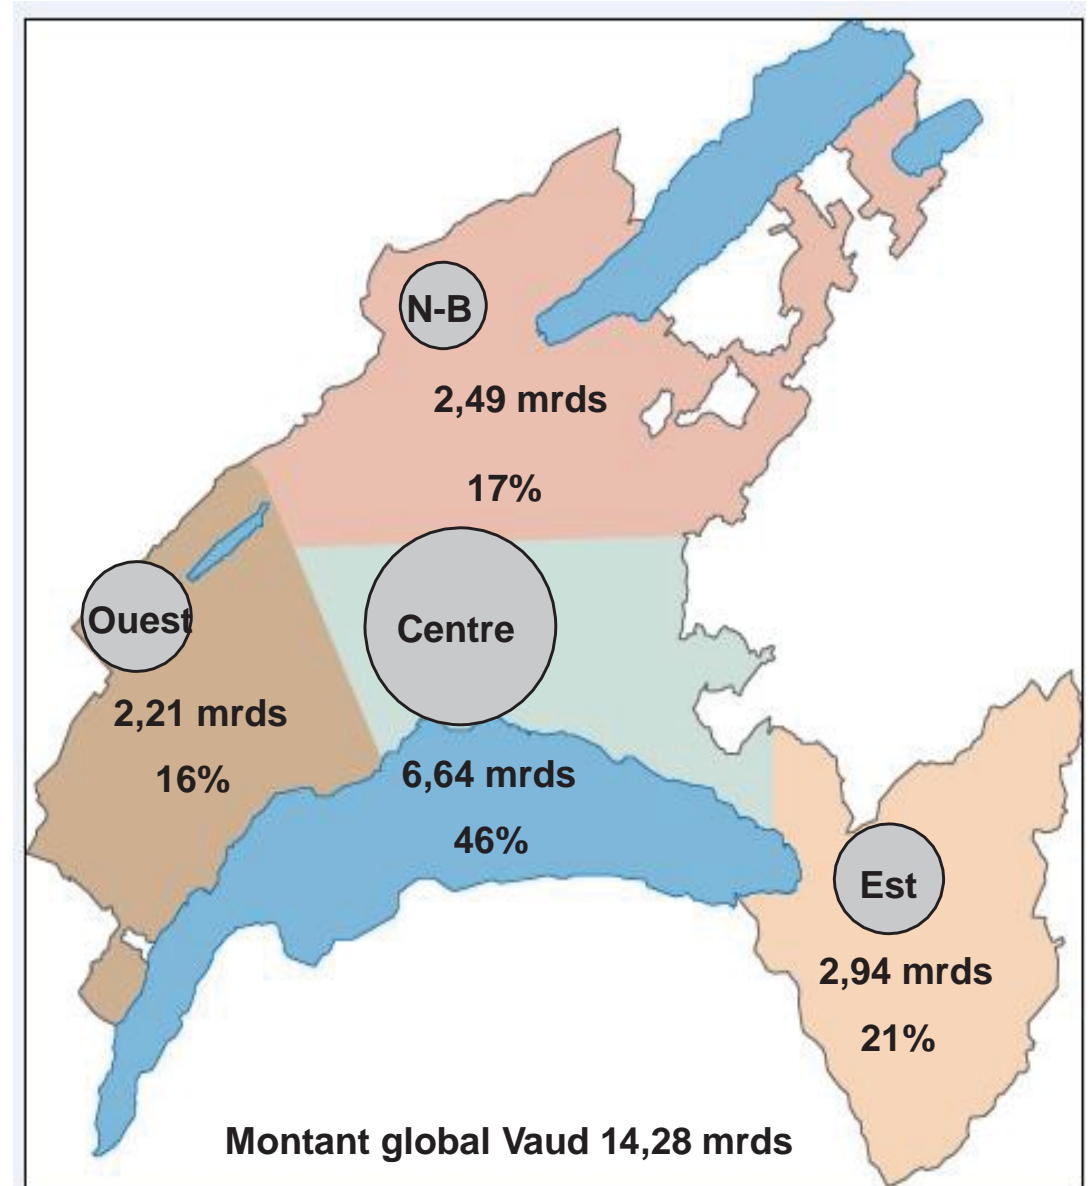 N-B
2,49 mrds
17%
Ouest
2,21 mrds
16%
Centre
6,64 mrds
46%
Est
2,94 mrds
21%
Montant global Vaud 14,28 mrds